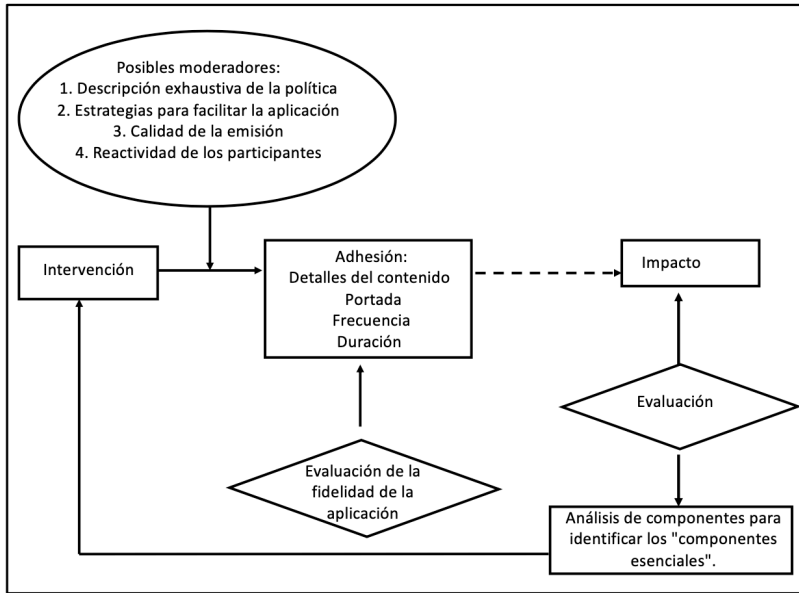 Posibles moderadores:
1. Descripción exhaustiva de la política
2. Estrategias para facilitar la aplicación
3. Calidad de la emisión
4. Reactividad de los participantes
Intervención
Adhesión:
Detalles del contenido
Portada
Frecuencia
Duración
Impacto
Evaluación
Evaluación de la
fidelidad de la
aplicación
Análisis de componentes para
identificar los "componentes
esenciales".